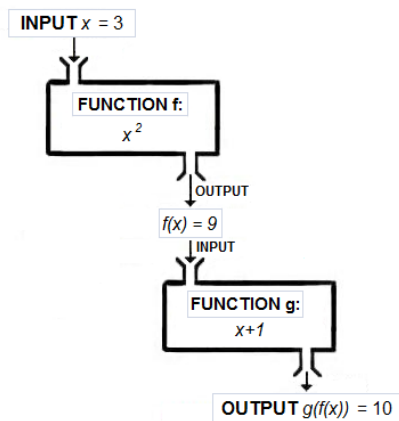 INPUT x = 3
FUNCTION f:
x²
OUTPUT
f(x) = 9
INPUT
FUNCTION g:
x+1
OUTPUT g(f(x)) = 10